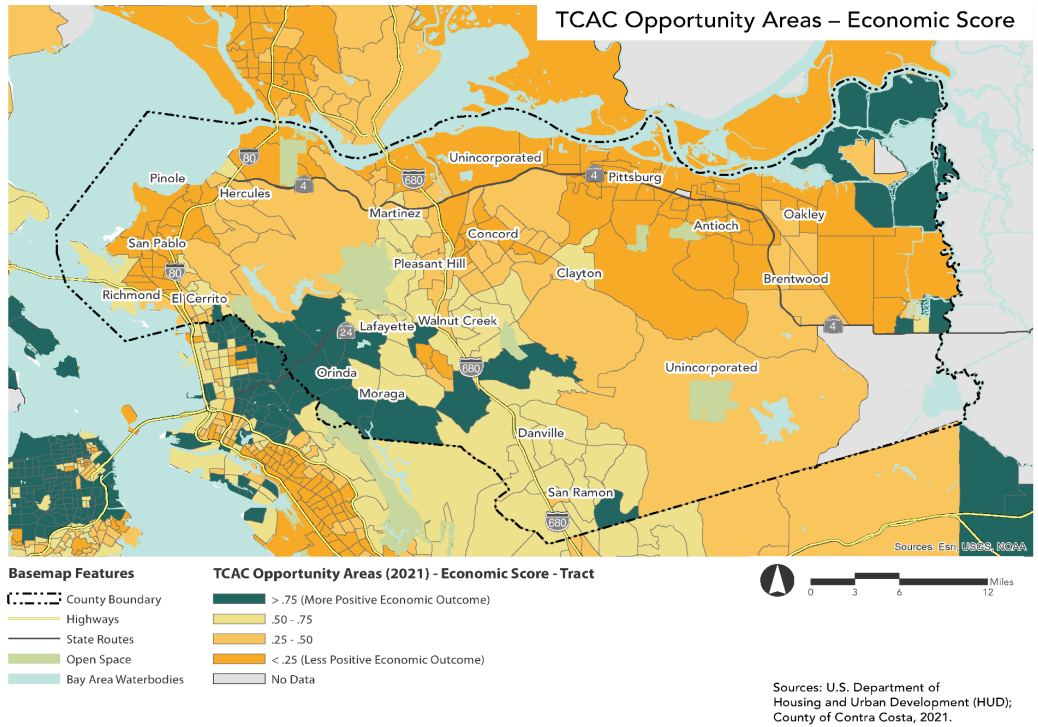 TCAC Opportunity Areas – Economic Score
Unincorporated
80
680
4
Pittsburg
Pinole
Hercules
4
Martinez
Oakley
Antioch
Concord
San Pablo
80
Pleasant Hill
Clayton
Brentwood
Richmond
El Cerrito
Lafayette
Walnut Creek
24
4
Orinda
680
Unincorporated
Moraga
Danville
San Ramon
680
Sources: Esri, USGS, NOAA
Basemap Features
County Boundary
Highways
State Routes
Open Space
Bay Area Waterbodies
TCAC Opportunity Areas (2021) - Economic Score - Tract
> .75 (More Positive Economic Outcome)
.50 - .75
.25 - .50
< .25 (Less Positive Economic Outcome)
No Data
Miles
0 3 6 12
Sources: U.S. Department of
Housing and Urban Development (HUD);
County of Contra Costa, 2021.